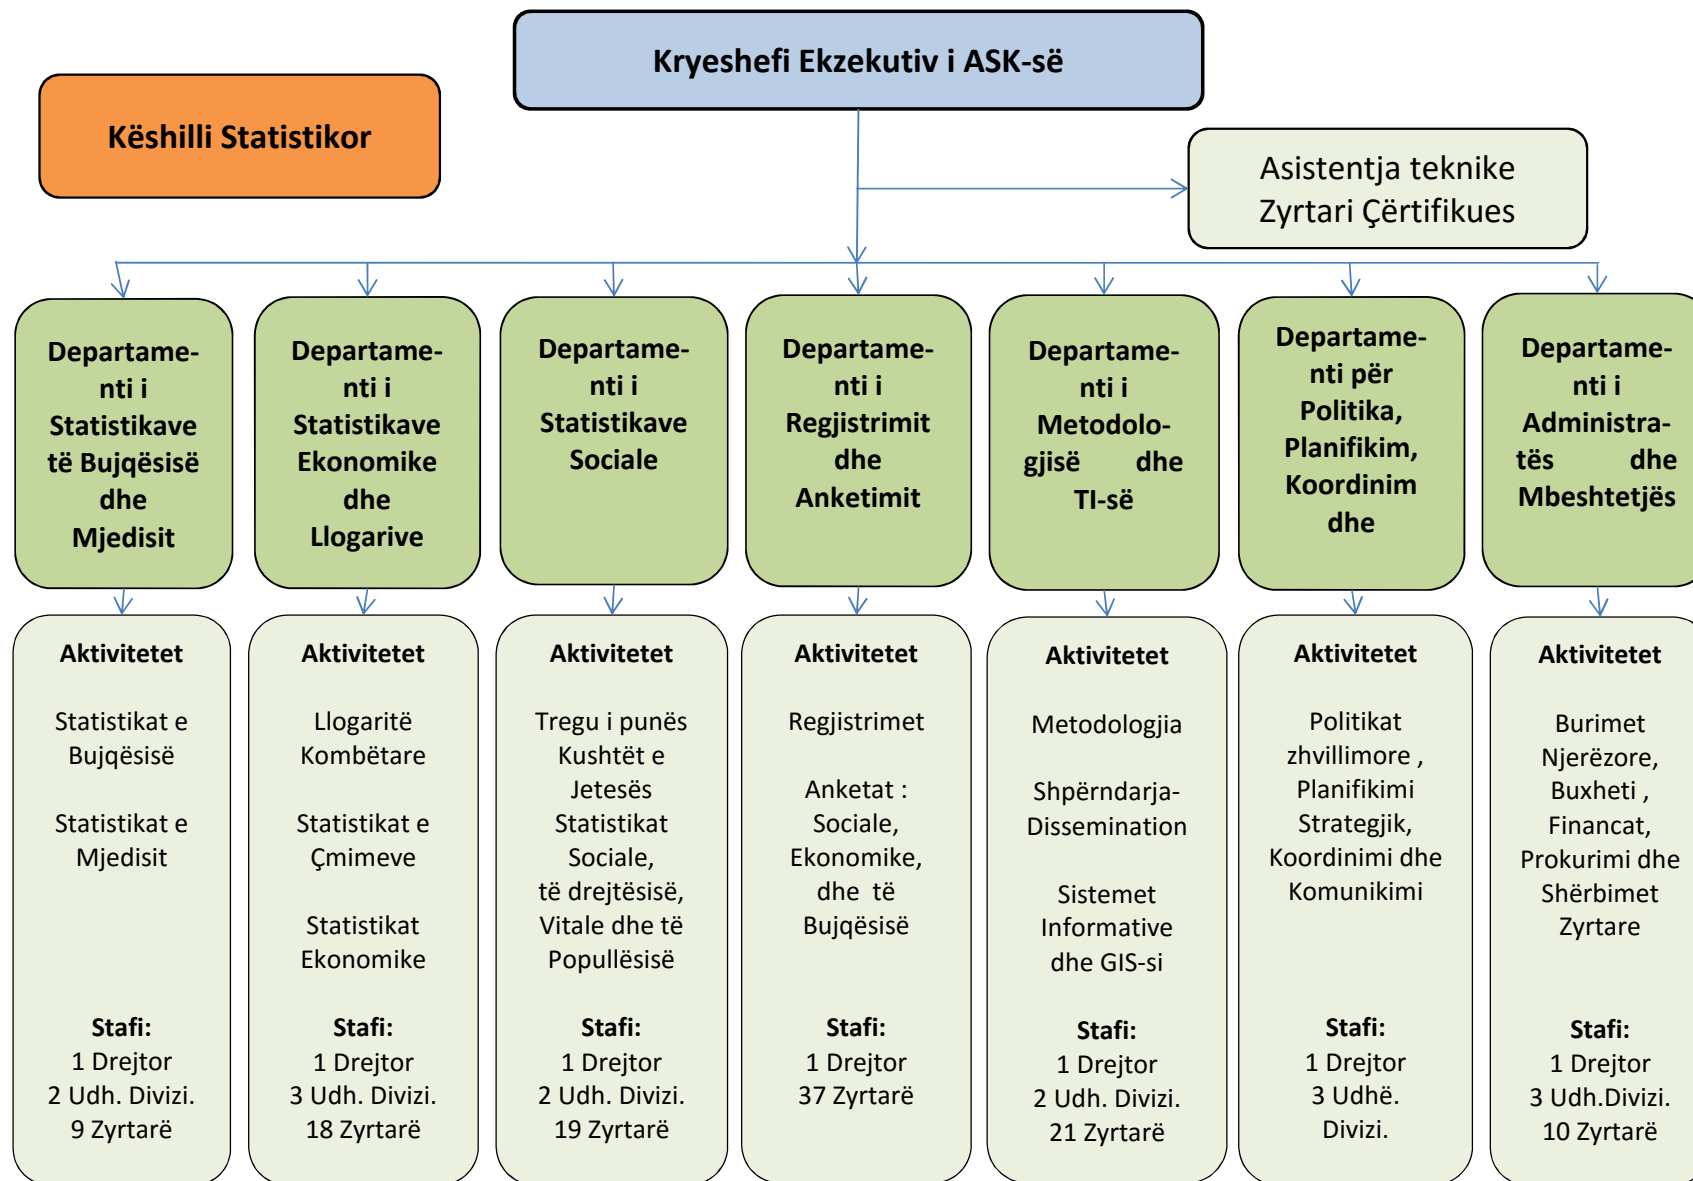 Kryeshefi Ekzekutiv i ASK-së
Këshilli Statistikor
Asistentja teknike
Zyrtari Çërtifikues
Departame-
nti i
Statistikave
të Bujqësisë
dhe
Mjedisit
Departame-
nti i
Statistikave
Ekonomike
dhe
Llogarive
Departame-
nti i
Statistikave
Sociale
Departame-
nti i
Regjistrimit
dhe
Anketimit
Departame-
nti i
Metodolo-
gjisë dhe
TI-së
Departame-
nti për
Politika,
Planifikim,
Koordinim
dhe
Departame-
nti i
Administra-
tës dhe
Mbeshtetjës
Aktivitetet
Statistikat e
Bujqësisë
Statistikat e
Mjedisit
Stafi:
1 Drejtor
2 Udh. Divizi.
9 Zyrtarë
Aktivitetet
Llogaritë
Kombëtare
Statistikat e
Çmimeve
Statistikat
Ekonomike
Stafi:
1 Drejtor
3 Udh. Divizi.
18 Zyrtarë
Aktivitetet
Tregu i punës
Kushtët e
Jetesës
Statistikat
Sociale,
të drejtësisë,
Vitale dhe të
Popullësisë
Stafi:
1 Drejtor
2 Udh. Divizi.
19 Zyrtarë
Aktivitetet
Regjistrimet
Anketat :
Sociale,
Ekonomike,
dhe të
Bujqësisë
Stafi:
1 Drejtor
37 Zyrtarë
Aktivitetet
Metodologjia
Shpërndarja-
Dissemination
Sistemet
Informative
dhe GIS-si
Stafi:
1 Drejtor
2 Udh. Divizi.
21 Zyrtarë
Aktivitetet
Politikat
zhvillimore ,
Planifikimi
Strategjik,
Koordinimi dhe
Komunikimi
Stafi:
1 Drejtor
3 Udhë.
Divizi.
Aktivitetet
Burimet
Njerëzore,
Buxheti ,
Financat,
Prokurimi dhe
Shërbimet
Zyrtare
Stafi:
1 Drejtor
3 Udh.Divizi.
10 Zyrtarë